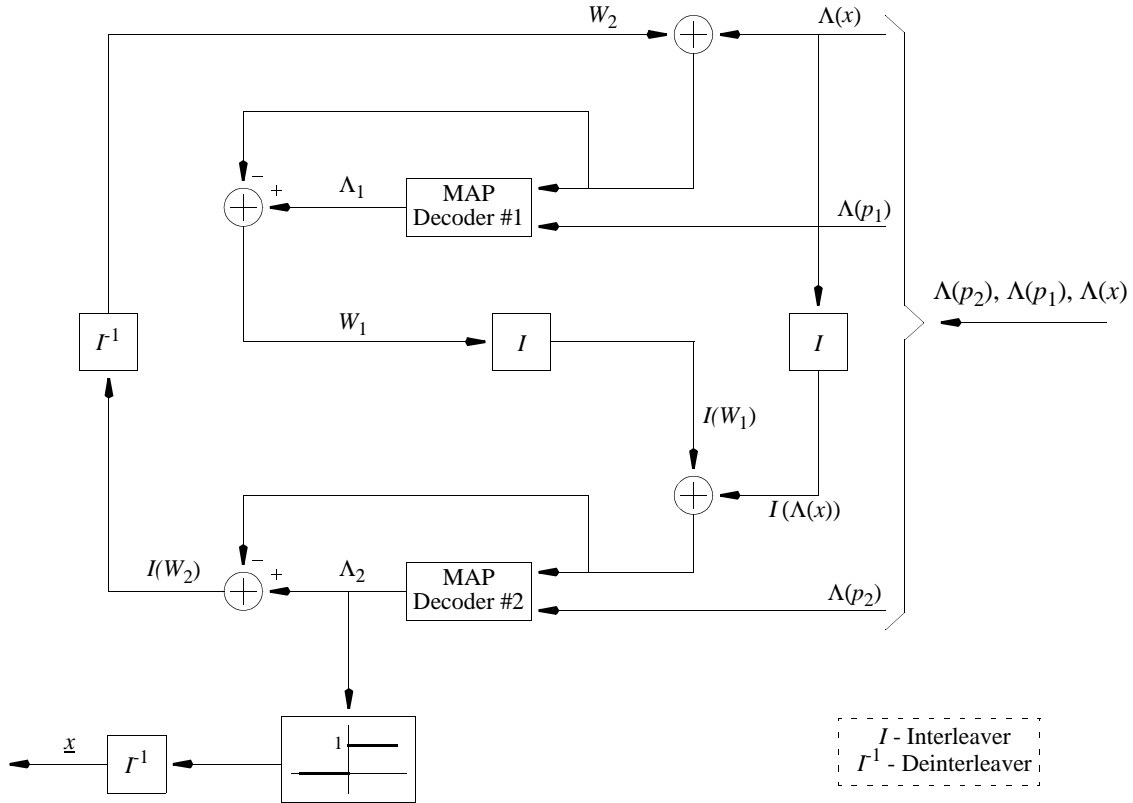 W₂
Λ(x)
−
+
Λ₁
MAP
Decoder #1
Λ(p₁)
Λ(p₂), Λ(p₁), Λ(x)
I⁻¹
W₁
I
I
I(W₁)
I(Λ(x))
I(W₂)
−
+
Λ₂
MAP
Decoder #2
Λ(p₂)
x
I⁻¹
1
I - Interleaver
I⁻¹ - Deinterleaver